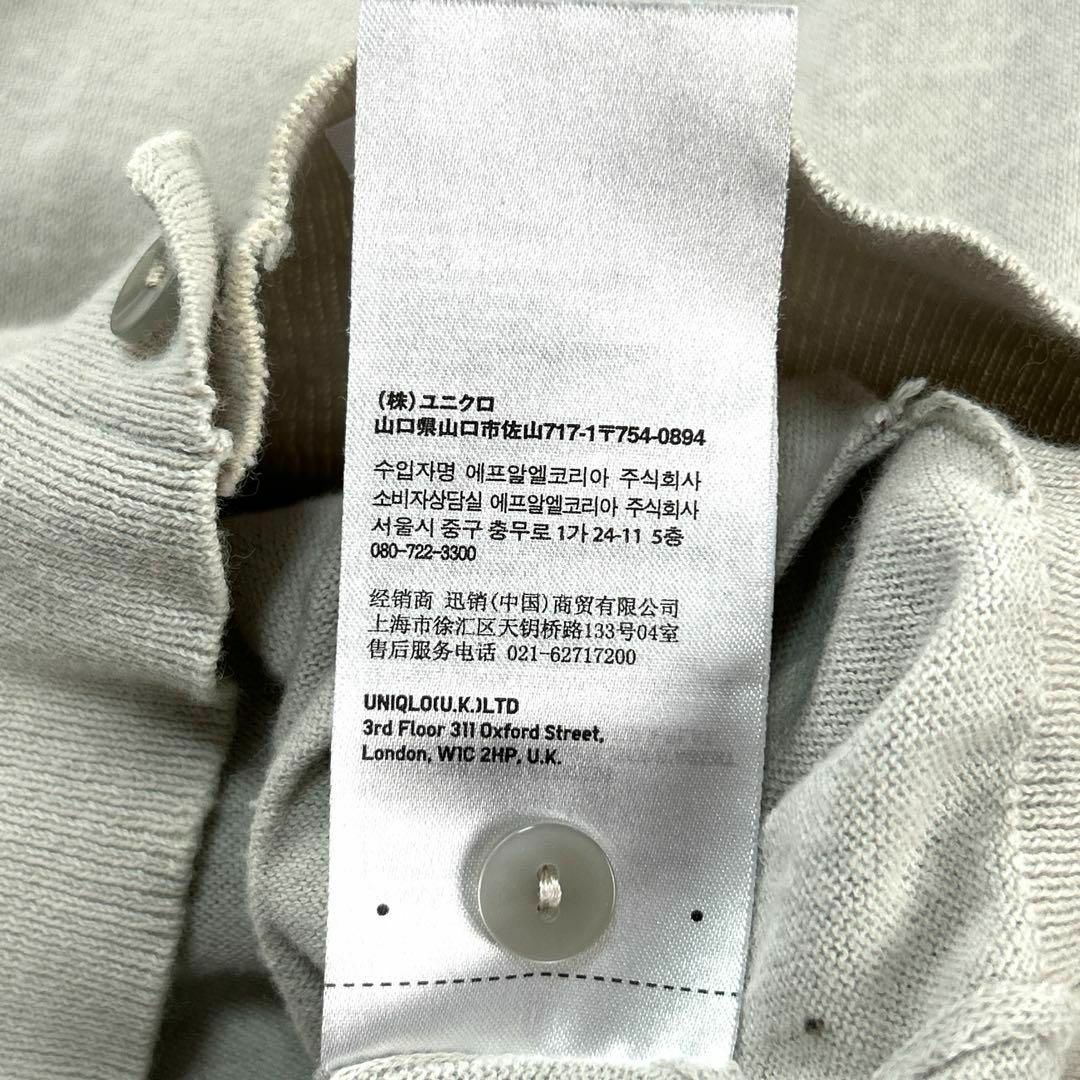 (株)ユニクロ
山口県山口市佐山717-1〒754-0894
수입자명 에프알엘코리아 주식회사
소비자상담실 에프알엘코리아 주식회사
서울시 중구 충무로 1가 24-11 5층
080-722-3300
经销商 迅销(中国)商贸有限公司
上海市徐汇区天钥桥路133号04室
售后服务电话 021-62717200
UNIQLO(U.K.)LTD
3rd Floor 311 Oxford Street,
London, W1C 2HP, U.K.